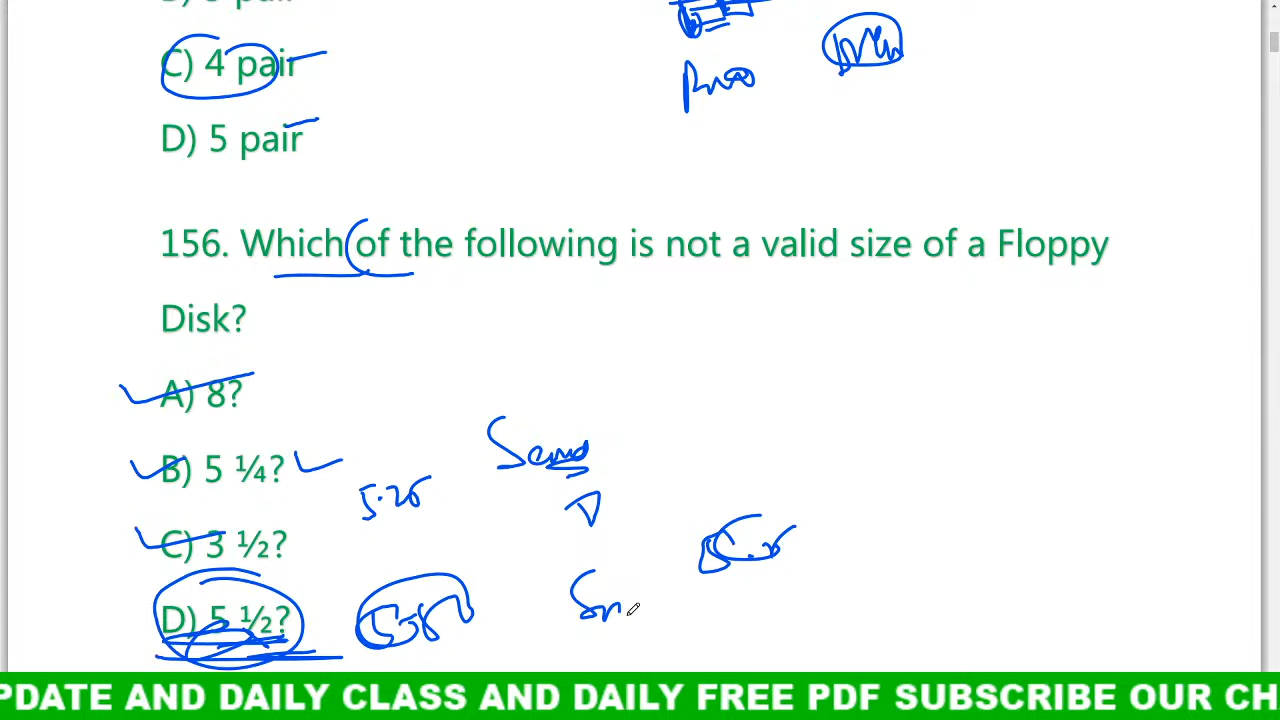 C) 4 pair
D) 5 pair
156. Which of the following is not a valid size of a Floppy
Disk?
A) 8?
B) 5 ¼?
5.25
C) 3 ½?
D) 5 ½?
PDATE AND DAILY CLASS AND DAILY FREE PDF SUBSCRIBE OUR CH